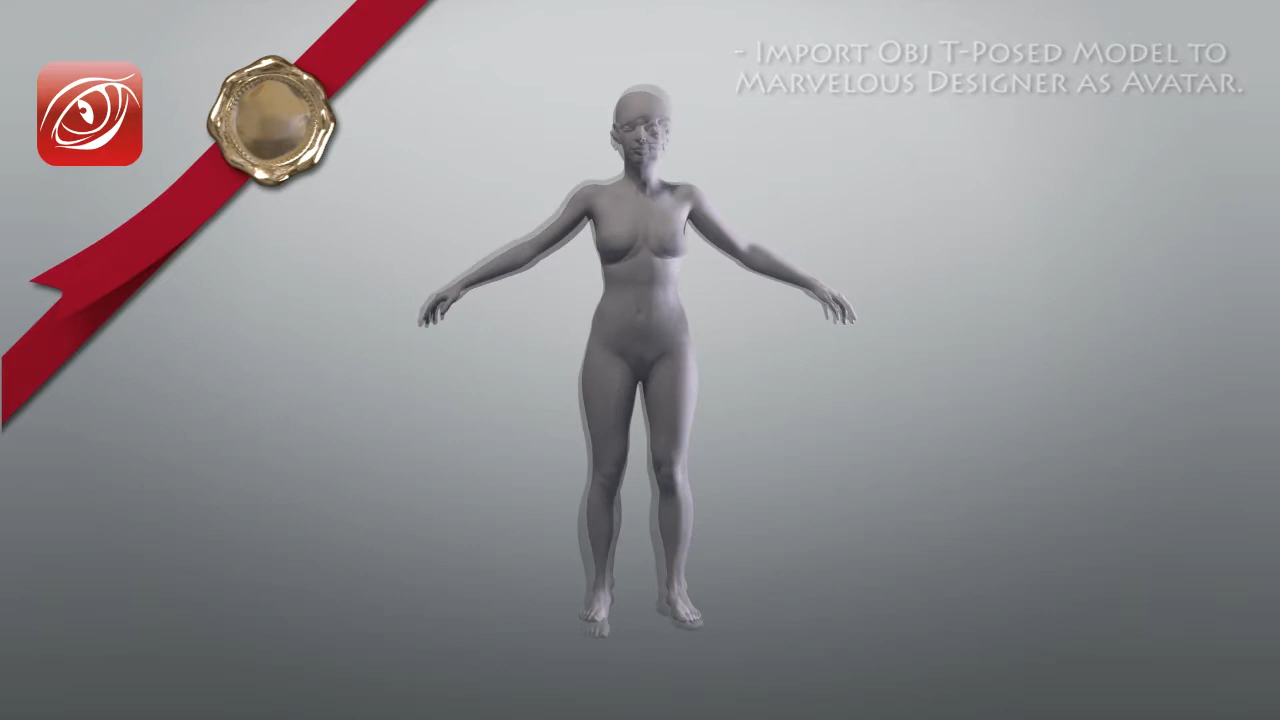 - Import Obj T-Posed Model to
Marvelous Designer as Avatar.